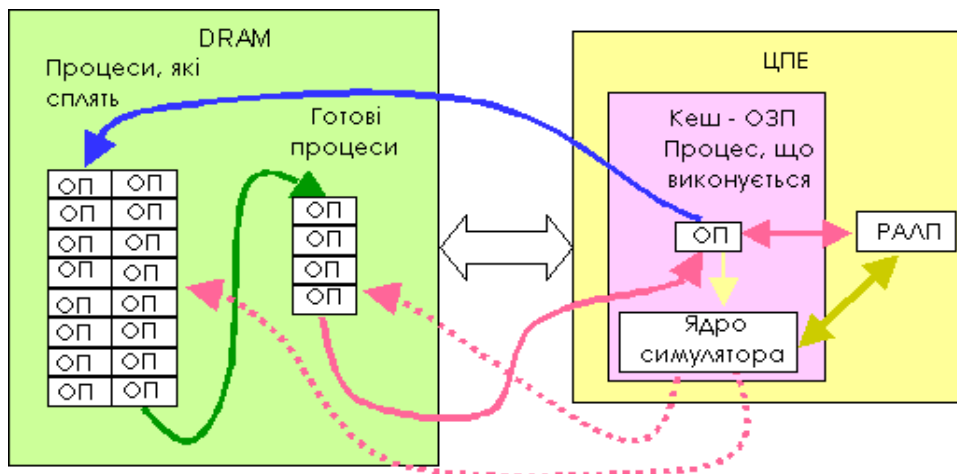 DRAM
Процеси, які
сплять
Готові
процеси
ОП ОП
ОП ОП
ОП ОП
ОП ОП
ОП ОП
ОП ОП
ОП ОП
ОП ОП
ОП
ОП
ОП
ОП
ЦПЕ
Кеш - ОЗП
Процес, що
виконується
ОП
РАЛП
Ядро
симулятора